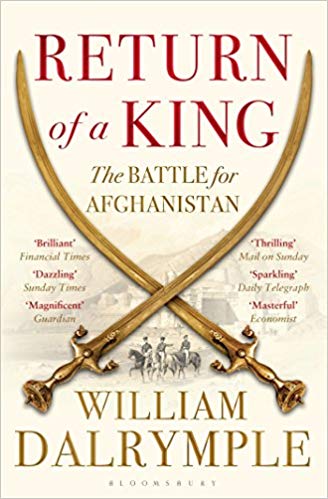 RETURN
of a KING
The BATTLE for
AFGHANISTAN
‘Brilliant’
Financial Times
‘Dazzling’
Sunday Times
‘Magnificent’
Guardian
‘Thrilling’
Mail on Sunday
‘Sparkling’
Daily Telegraph
‘Masterful’
Economist
WILLIAM
DALRYMPLE
BLOOMSBURY